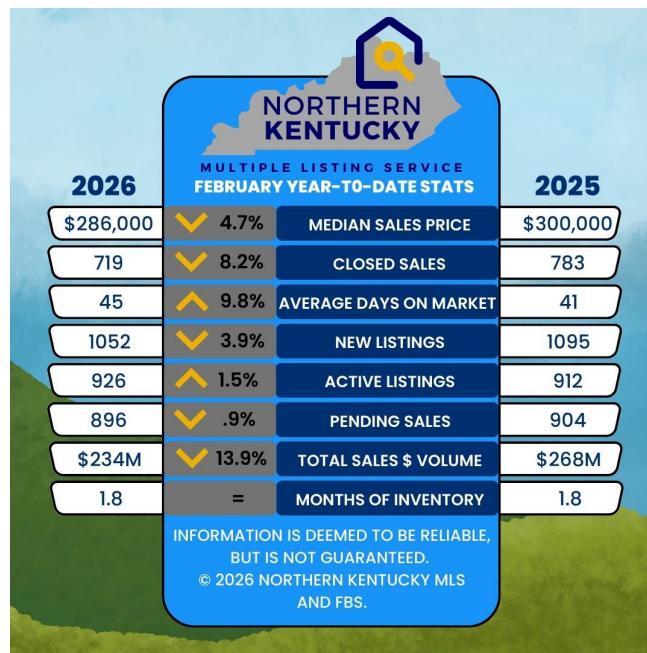 NORTHERN
KENTUCKY
MULTIPLE LISTING SERVICE
2026 FEBRUARY YEAR-TO-DATE STATS 2025
$286,000 4.7% MEDIAN SALES PRICE $300,000
719 8.2% CLOSED SALES 783
45 9.8% AVERAGE DAYS ON MARKET 41
1052 3.9% NEW LISTINGS 1095
926 1.5% ACTIVE LISTINGS 912
896 .9% PENDING SALES 904
$234M 13.9% TOTAL SALES $ VOLUME $268M
1.8 = MONTHS OF INVENTORY 1.8
INFORMATION IS DEEMED TO BE RELIABLE,
BUT IS NOT GUARANTEED.
© 2026 NORTHERN KENTUCKY MLS
AND FBS.